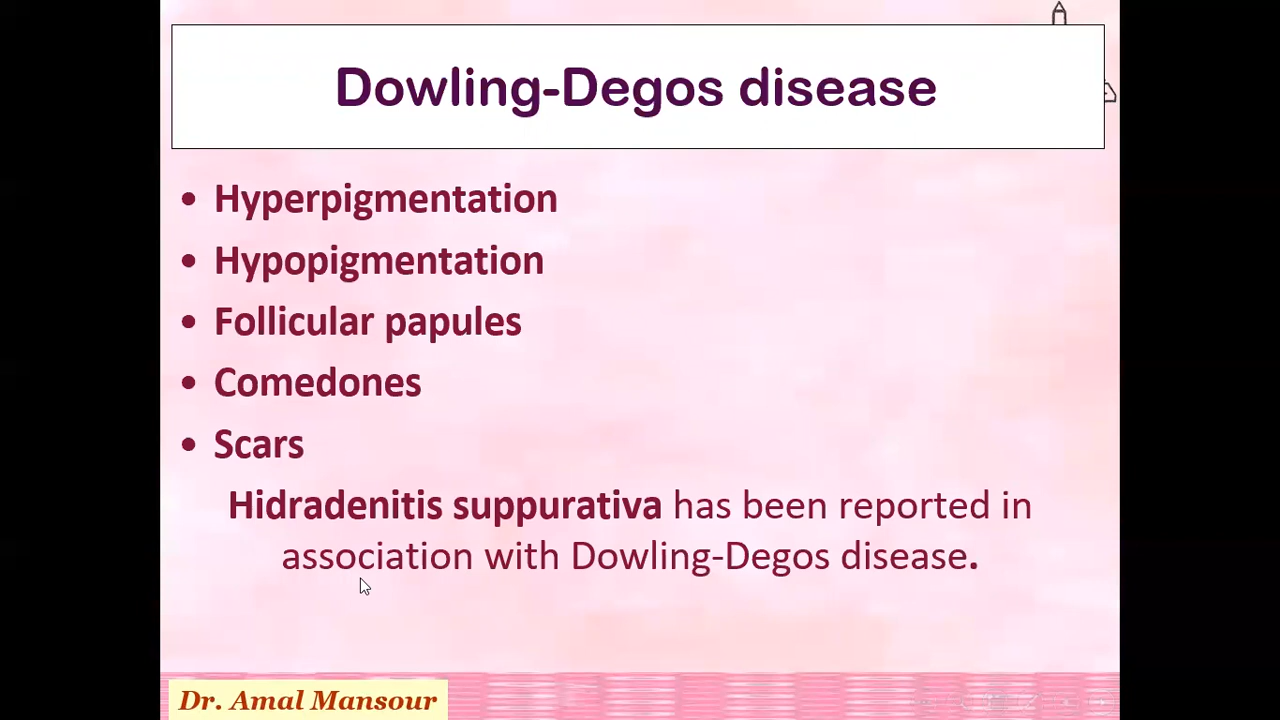 Dowling-Degos disease
• Hyperpigmentation
• Hypopigmentation
• Follicular papules
• Comedones
• Scars
Hidradenitis suppurativa has been reported in
association with Dowling-Degos disease.
Dr. Amal Mansour